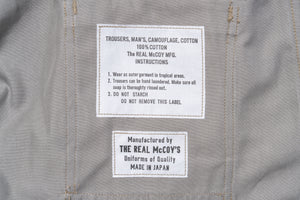 TROUSERS, MAN'S, CAMOUFLAGE, COTTON
100% COTTON
The REAL McCOY MFG.
INSTRUCTIONS
1. Wear as outer garment in tropical areas.
2. Trousers can be hand laundered. Make sure all
soap is thoroughly rinsed out.
3. DO NOT STARCH
DO NOT REMOVE THIS LABEL
Manufactured by
THE REAL McCOY'S
Uniforms of Quality
MADE IN JAPAN